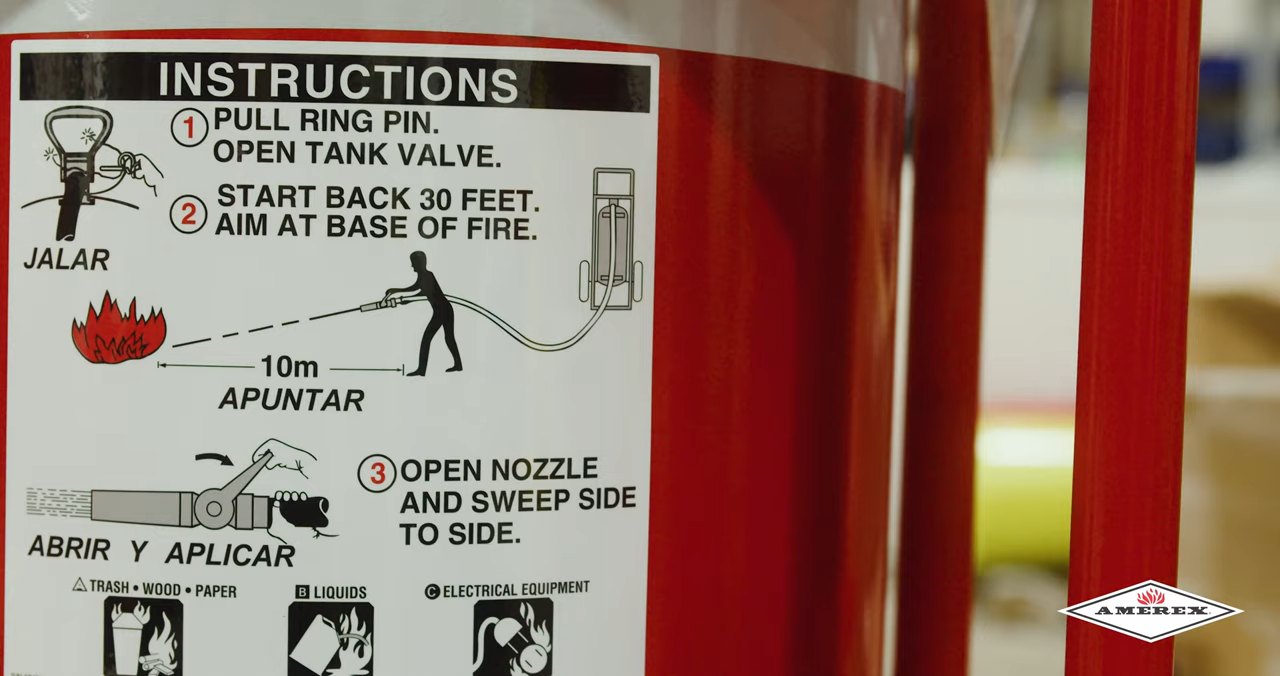 INSTRUCTIONS
1 PULL RING PIN.
OPEN TANK VALVE.
2 START BACK 30 FEET.
AIM AT BASE OF FIRE.
JALAR
10m
APUNTAR
3 OPEN NOZZLE
AND SWEEP SIDE
TO SIDE.
ABRIR Y APLICAR
A TRASH • WOOD • PAPER
B LIQUIDS
C ELECTRICAL EQUIPMENT
AMEREX